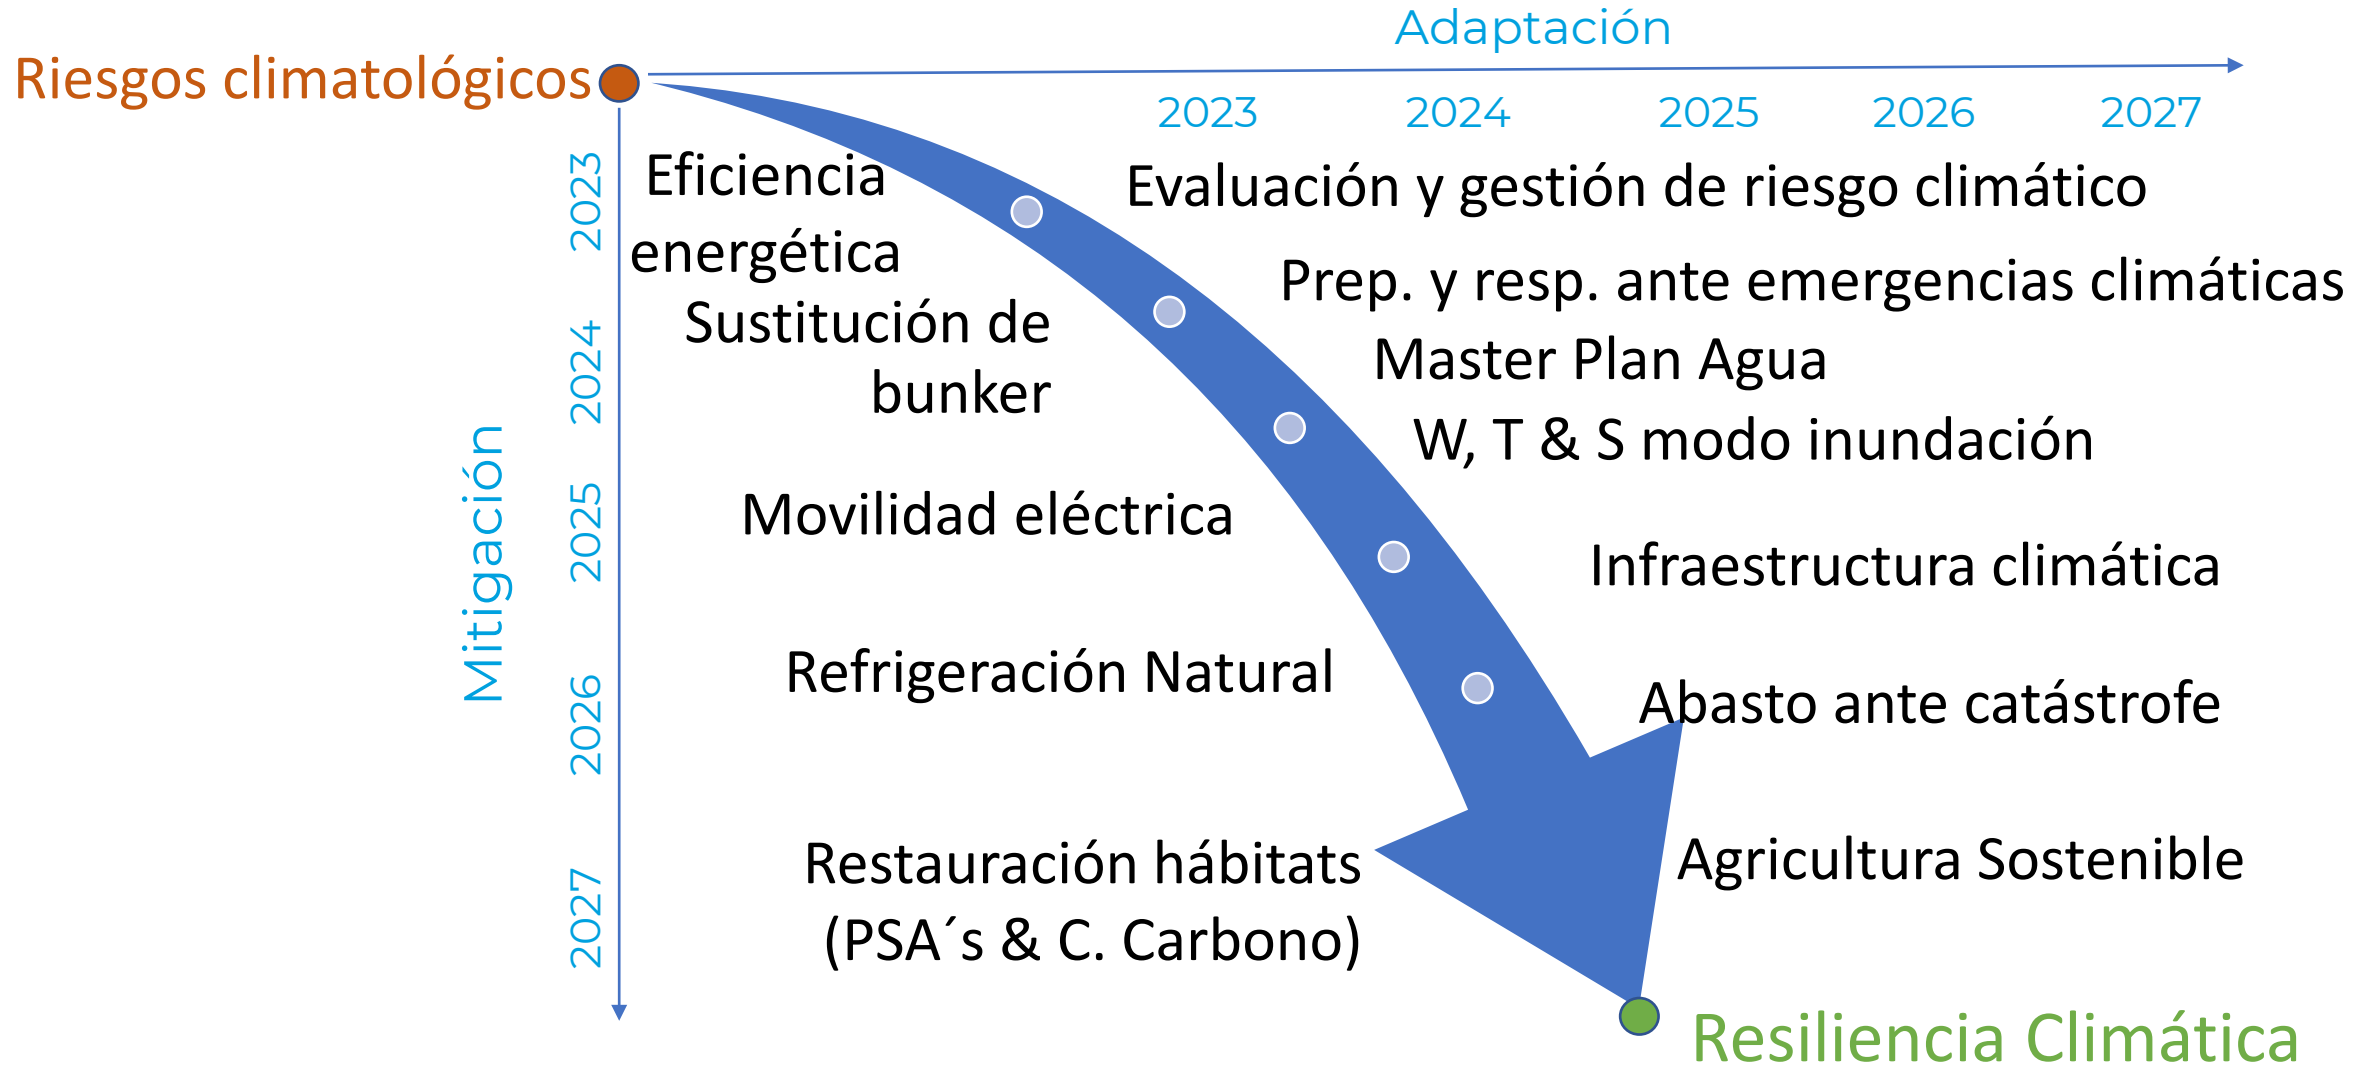 Adaptación
Riesgos climatológicos
2023 2024 2025 2026 2027
Mitigación
2023
2024
2025
2026
2027
Eficiencia
energética
Sustitución de
bunker
Movilidad eléctrica
Refrigeración Natural
Restauración hábitats
(PSA´s & C. Carbono)
Evaluación y gestión de riesgo climático
Prep. y resp. ante emergencias climáticas
Master Plan Agua
W, T & S modo inundación
Infraestructura climática
Abasto ante catástrofe
Agricultura Sostenible
Resiliencia Climática